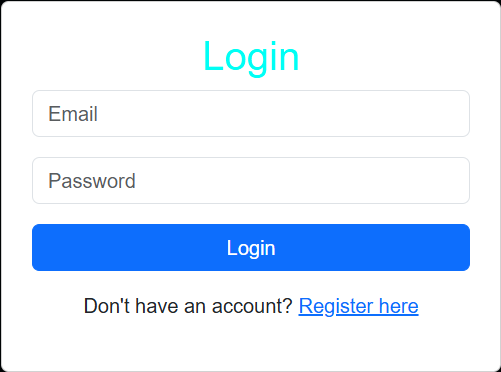 Login
Email
Password
Login
Don't have an account? Register here